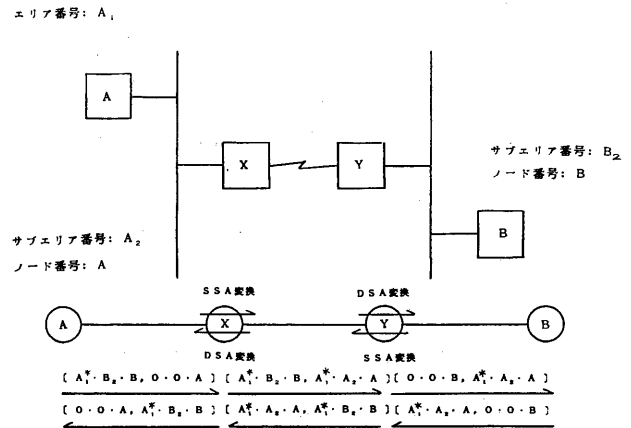 エリア番号: A₁
A
X
Y
サブエリア番号: B₂
ノード番号: B
B
サブエリア番号: A₂
ノード番号: A
SSA変換
DSA変換
A
X
Y
B
DSA変換
SSA変換
[ A₁*・B₂・B, O・O・A ] [ A₁*・B₂・B, A₁*・A₂・A ] [ O・O・B, A₁*・A₂・A ]
[ O・O・A, A₁*・B₂・B ] [ A₁*・A₂・A, A₁*・B₂・B ] [ A₁*・A₂・A, O・O・B ]